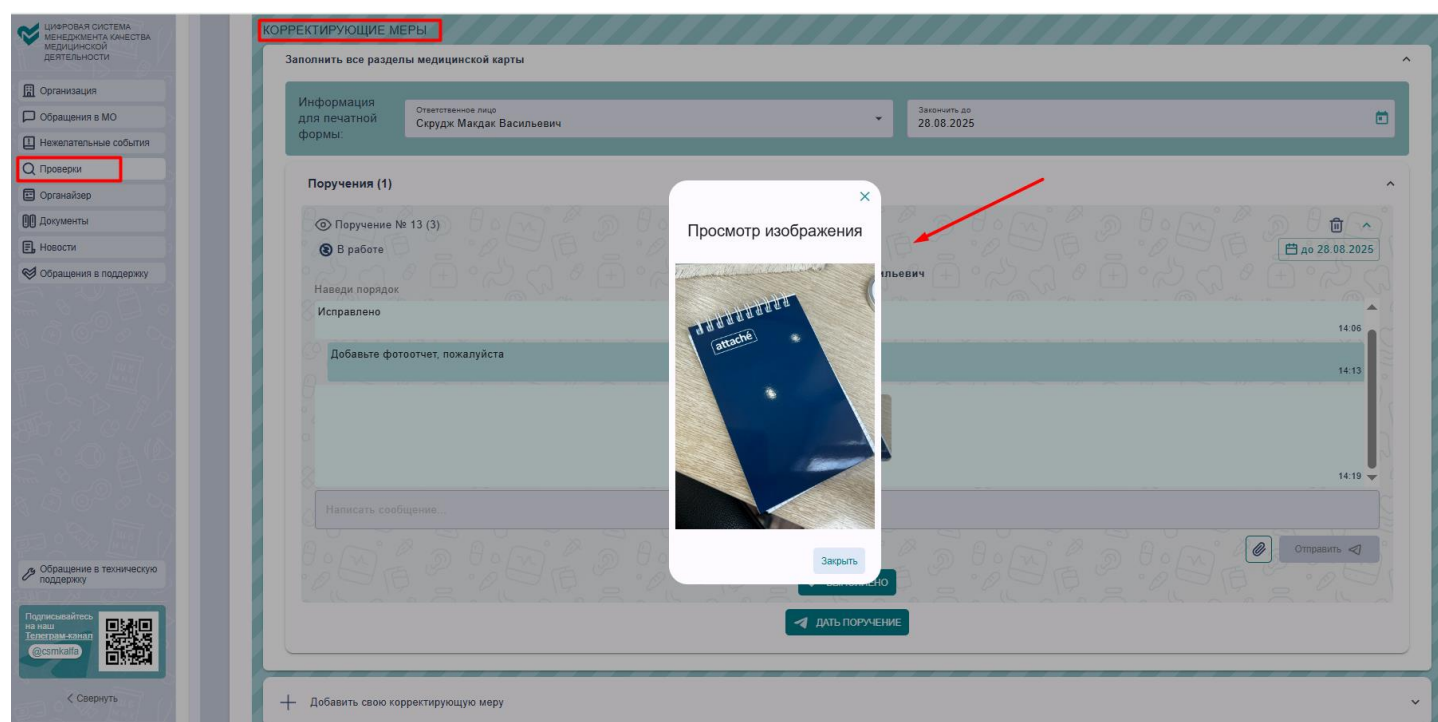 ЦИФРОВАЯ СИСТЕМА
МЕНЕДЖМЕНТА КАЧЕСТВА
МЕДИЦИНСКОЙ
ДЕЯТЕЛЬНОСТИ
Организация
Обращения в МО
Нежелательные события
Проверки
Органайзер
Документы
Новости
Обращения в поддержку
Обращение в техническую
поддержку
Подписывайтесь
на наш
Телеграм-канал
@csmkalfa
Свернуть
КОРРЕКТИРУЮЩИЕ МЕРЫ
Заполнить все разделы медицинской карты
Информация
для печатной
формы:
Ответственное лицо
Скрудж Макдак Васильевич
Закончить до
28.08.2025
Поручения (1)
Поручение № 13 (3)
В работе
до 28.08.2025
Наведи порядок
Исправлено
14:06
Добавьте фотоотчет, пожалуйста
14:13
14:19
Просмотр изображения
attaché
Закрыть
Написать сообщение...
Отправить
ДАТЬ ПОРУЧЕНИЕ
Добавить свою корректирующую меру